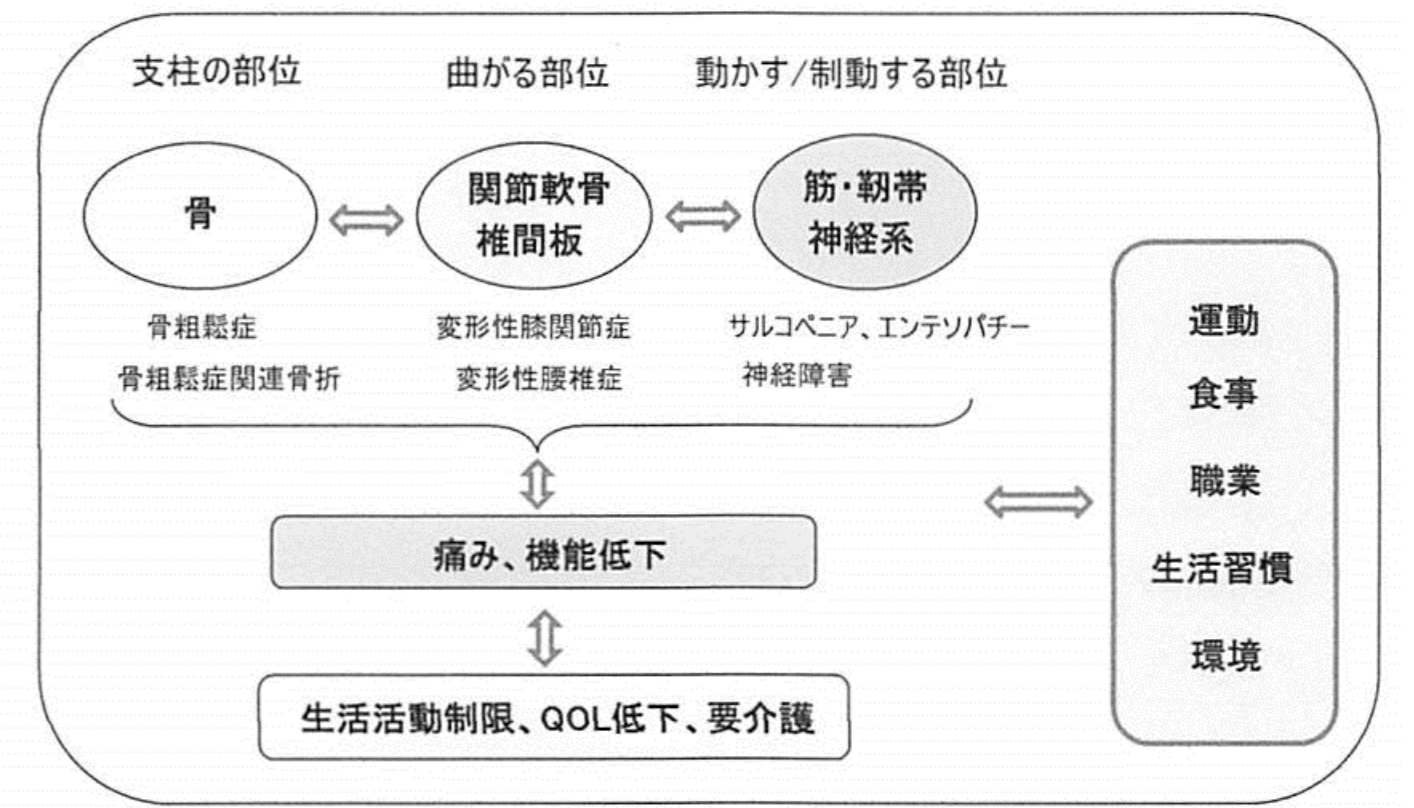 支柱の部位
曲がる部位
動かす/制動する部位
骨
関節軟骨
椎間板
筋・靭帯
神経系
骨粗鬆症
骨粗鬆症関連骨折
変形性膝関節症
変形性腰椎症
サルコペニア、エンテソパチー
神経障害
痛み、機能低下
生活活動制限、QOL低下、要介護
運動
食事
職業
生活習慣
環境